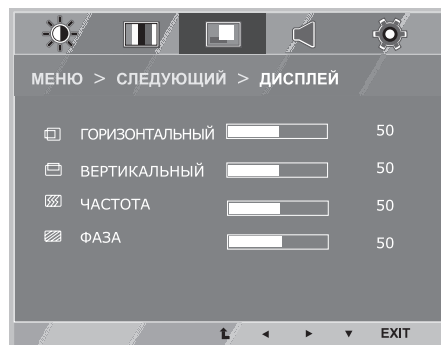 МЕНЮ > СЛЕДУЮЩИЙ > ДИСПЛЕЙ
ГОРИЗОНТАЛЬНЫЙ 50
ВЕРТИКАЛЬНЫЙ 50
ЧАСТОТА 50
ФАЗА 50
EXIT